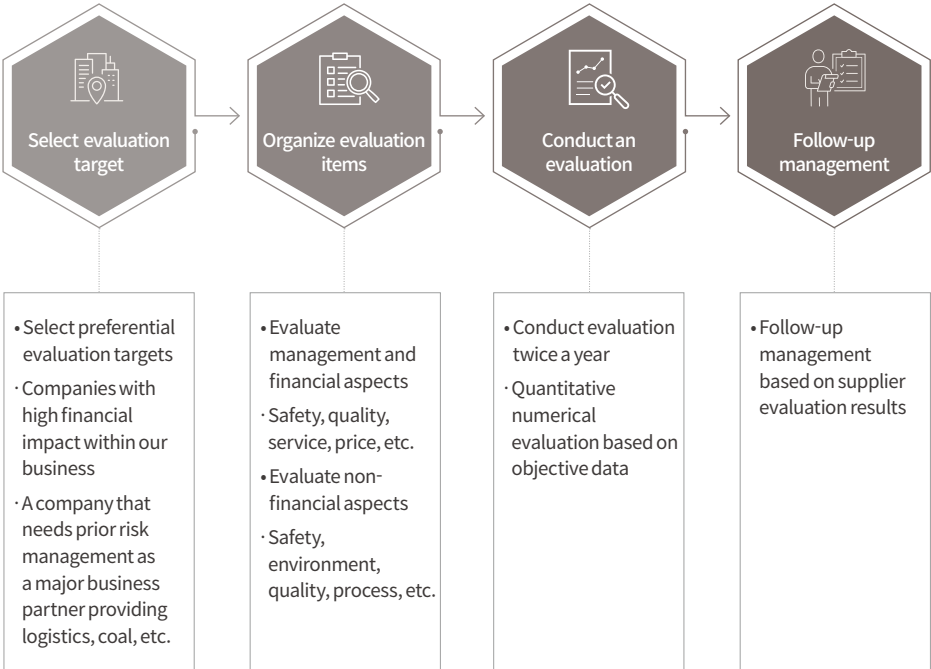 Select evaluation
target
Organize evaluation
items
Conduct an
evaluation
Follow-up
management
• Select preferential
evaluation targets
· Companies with
high financial
impact within our
business
· A company that
needs prior risk
management as
a major business
partner providing
logistics, coal, etc.
• Evaluate
management and
financial aspects
· Safety, quality,
service, price, etc.
• Evaluate non-
financial aspects
· Safety,
environment,
quality, process, etc.
• Conduct evaluation
twice a year
· Quantitative
numerical
evaluation based on
objective data
• Follow-up
management
based on supplier
evaluation results